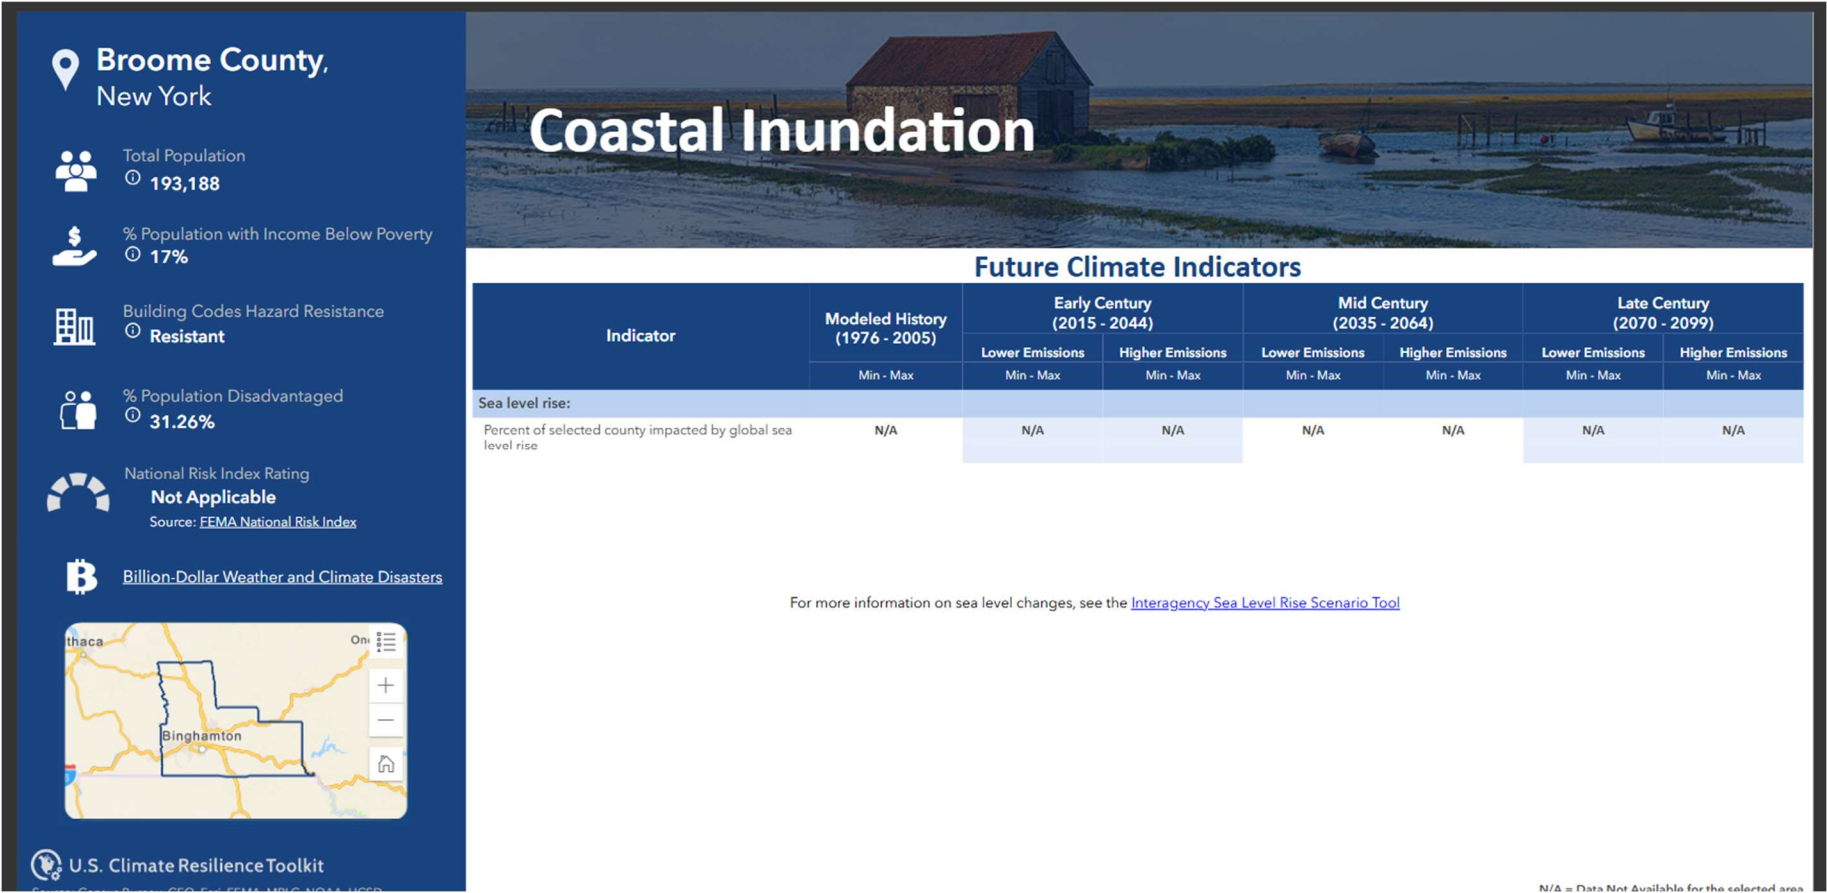 Broome County,
New York
Total Population
193,188
% Population with Income Below Poverty
17%
Building Codes Hazard Resistance
Resistant
% Population Disadvantaged
31.26%
National Risk Index Rating
Not Applicable
Source: FEMA National Risk Index
Billion-Dollar Weather and Climate Disasters
thaca
On
Binghamton
U.S. Climate Resilience Toolkit
Coastal Inundation
Future Climate Indicators
Indicator
Modeled History
(1976 - 2005)
Early Century
(2015 - 2044)
Mid Century
(2035 - 2064)
Late Century
(2070 - 2099)
Lower Emissions Higher Emissions Lower Emissions Higher Emissions Lower Emissions Higher Emissions
Min - Max Min - Max Min - Max Min - Max Min - Max Min - Max Min - Max
Sea level rise:
Percent of selected county impacted by global sea
level rise
N/A N/A N/A N/A N/A N/A N/A
For more information on sea level changes, see the Interagency Sea Level Rise Scenario Tool
N/A = Data Not Available for the selected area